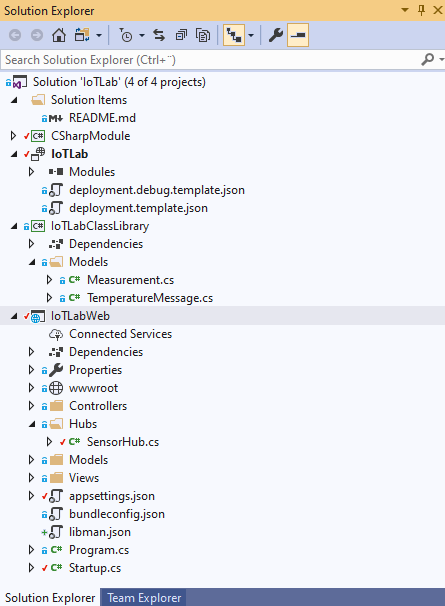 Solution Explorer
Search Solution Explorer (Ctrl+¨)
Solution 'IoTLab' (4 of 4 projects)
Solution Items
README.md
CSharpModule
IoTLab
Modules
deployment.debug.template.json
deployment.template.json
IoTLabClassLibrary
Dependencies
Models
Measurement.cs
TemperatureMessage.cs
IoTLabWeb
Connected Services
Dependencies
Properties
wwwroot
Controllers
Hubs
SensorHub.cs
Models
Views
appsettings.json
bundleconfig.json
libman.json
Program.cs
Startup.cs
Solution Explorer Team Explorer